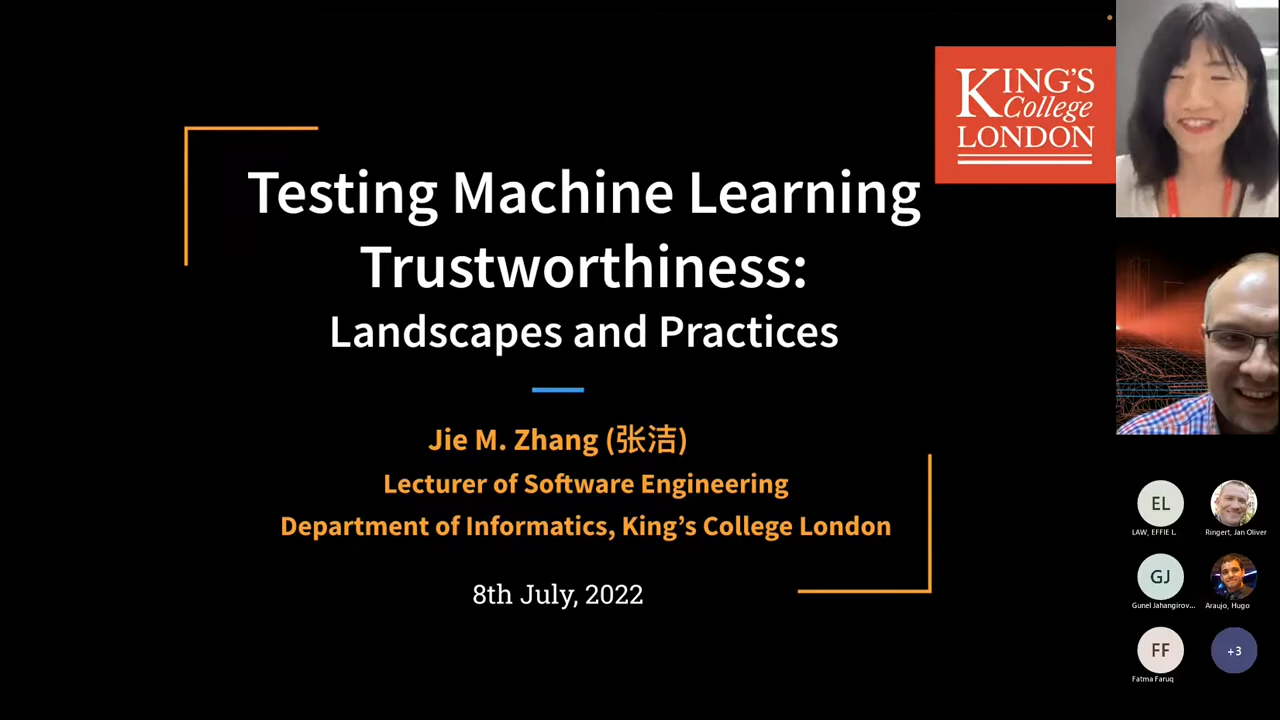 KING'S
College
LONDON
Testing Machine Learning
Trustworthiness:
Landscapes and Practices
Jie M. Zhang (张洁)
Lecturer of Software Engineering
Department of Informatics, King's College London
8th July, 2022
EL
LAW, EFFIE L.
Ringert, Jan Oliver
GJ
Gunel Jahangirov...
Araujo, Hugo
FF
+3
Fatma Faruq